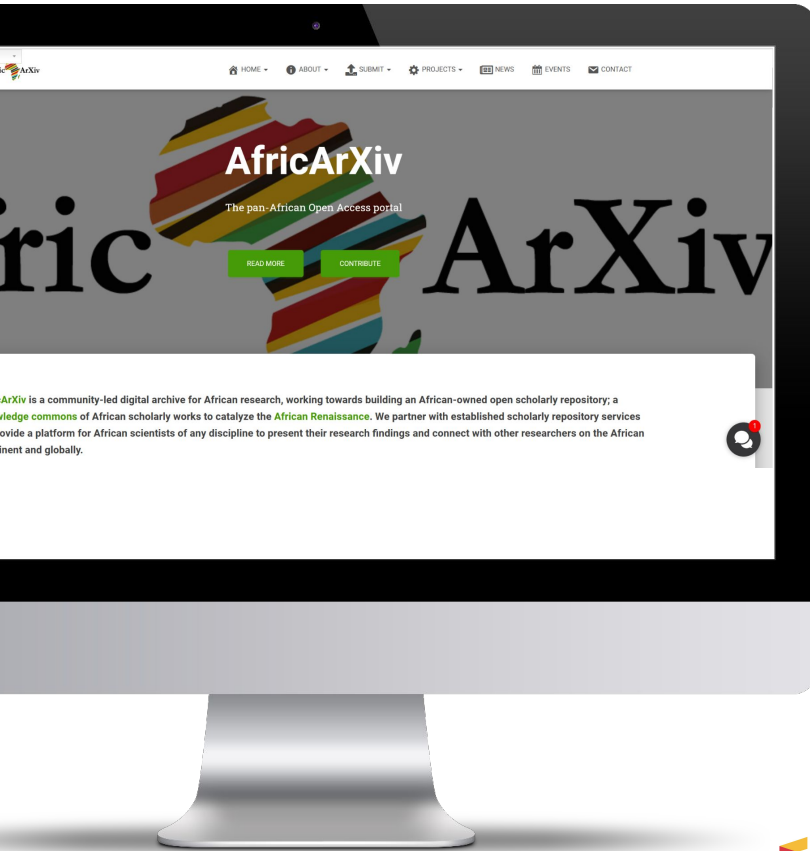 ic ArXiv
HOME
ABOUT
SUBMIT
PROJECTS
NEWS
EVENTS
CONTACT
AfricArXiv
The pan-African Open Access portal
ric ArXiv
READ MORE
CONTRIBUTE
cArXiv is a community-led digital archive for African research, working towards building an African-owned open scholarly repository; a
wledge commons of African scholarly works to catalyze the African Renaissance. We partner with established scholarly repository services
ovide a platform for African scientists of any discipline to present their research findings and connect with other researchers on the African
inent and globally.
1